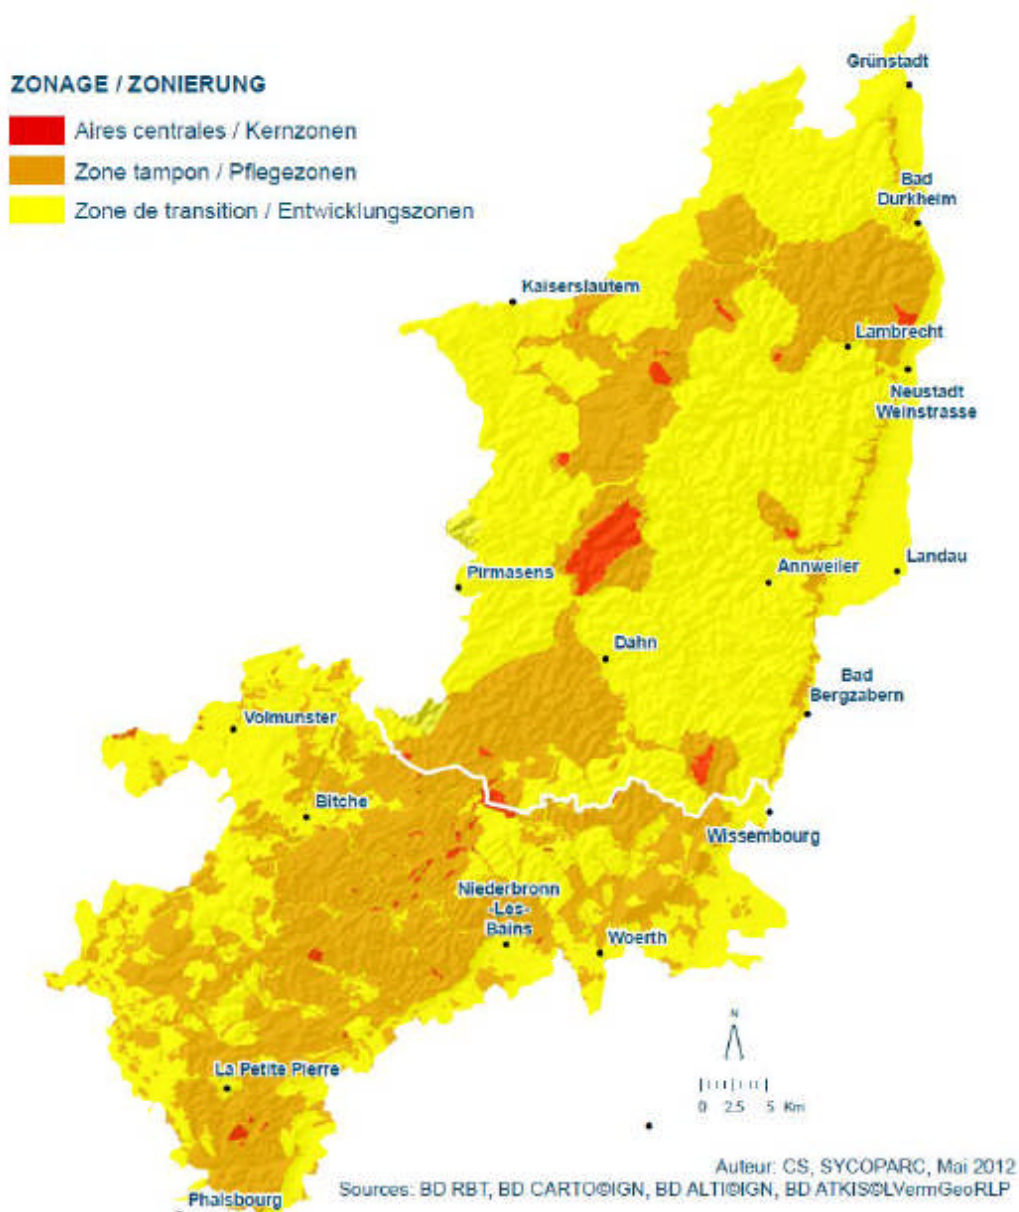 ZONAGE / ZONIERUNG
Aires centrales / Kernzonen
Zone tampon / Pflegezonen
Zone de transition / Entwicklungszonen
Grünstadt
Bad
Durkheim
Kaiserslautern
Lambrecht
Neustadt
Weinstrasse
Pirmasens
Annweiler
Landau
Dahn
Bad
Bergzabern
Volmunster
Bitche
Wissembourg
Niederbronn
-Les-
Bains
Woerth
N
La Petite Pierre
0 2.5 5 Km
Phalsbourg
Auteur: CS, SYCOPARC, Mai 2012
Sources: BD RBT, BD CARTO©IGN, BD ALTI©IGN, BD ATKIS©LVermGeoRLP